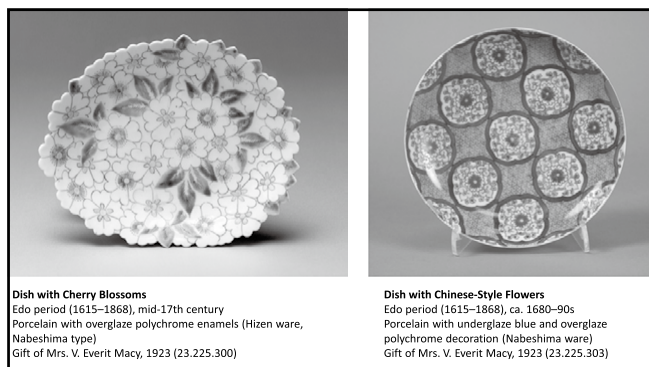 Dish with Cherry Blossoms
Edo period (1615–1868), mid-17th century
Porcelain with overglaze polychrome enamels (Hizen ware,
Nabeshima type)
Gift of Mrs. V. Everit Macy, 1923 (23.225.300)
Dish with Chinese-Style Flowers
Edo period (1615–1868), ca. 1680–90s
Porcelain with underglaze blue and overglaze
polychrome decoration (Nabeshima ware)
Gift of Mrs. V. Everit Macy, 1923 (23.225.303)